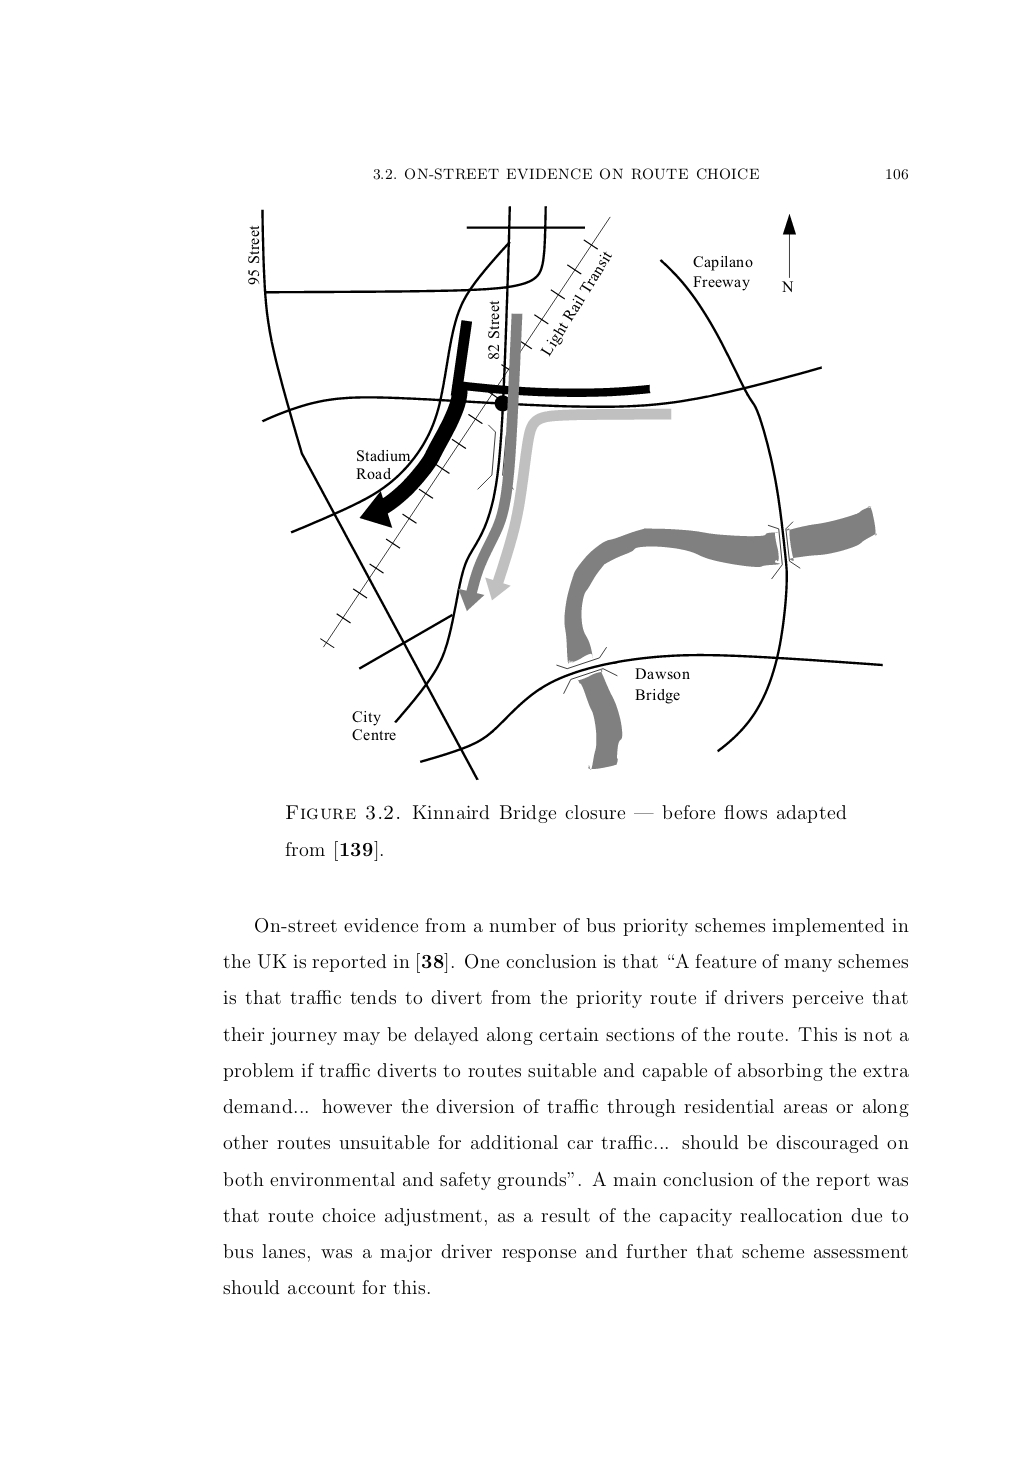 3.2. ON-STREET EVIDENCE ON ROUTE CHOICE 106
95 Street
82 Street
Light Rail Transit
Capilano
Freeway
N
Stadium
Road
Dawson
Bridge
City
Centre
FIGURE 3.2. Kinnaird Bridge closure — before flows adapted
from [139].
On-street evidence from a number of bus priority schemes implemented in
the UK is reported in [38]. One conclusion is that “A feature of many schemes
is that traffic tends to divert from the priority route if drivers perceive that
their journey may be delayed along certain sections of the route. This is not a
problem if traffic diverts to routes suitable and capable of absorbing the extra
demand... however the diversion of traffic through residential areas or along
other routes unsuitable for additional car traffic... should be discouraged on
both environmental and safety grounds”. A main conclusion of the report was
that route choice adjustment, as a result of the capacity reallocation due to
bus lanes, was a major driver response and further that scheme assessment
should account for this.